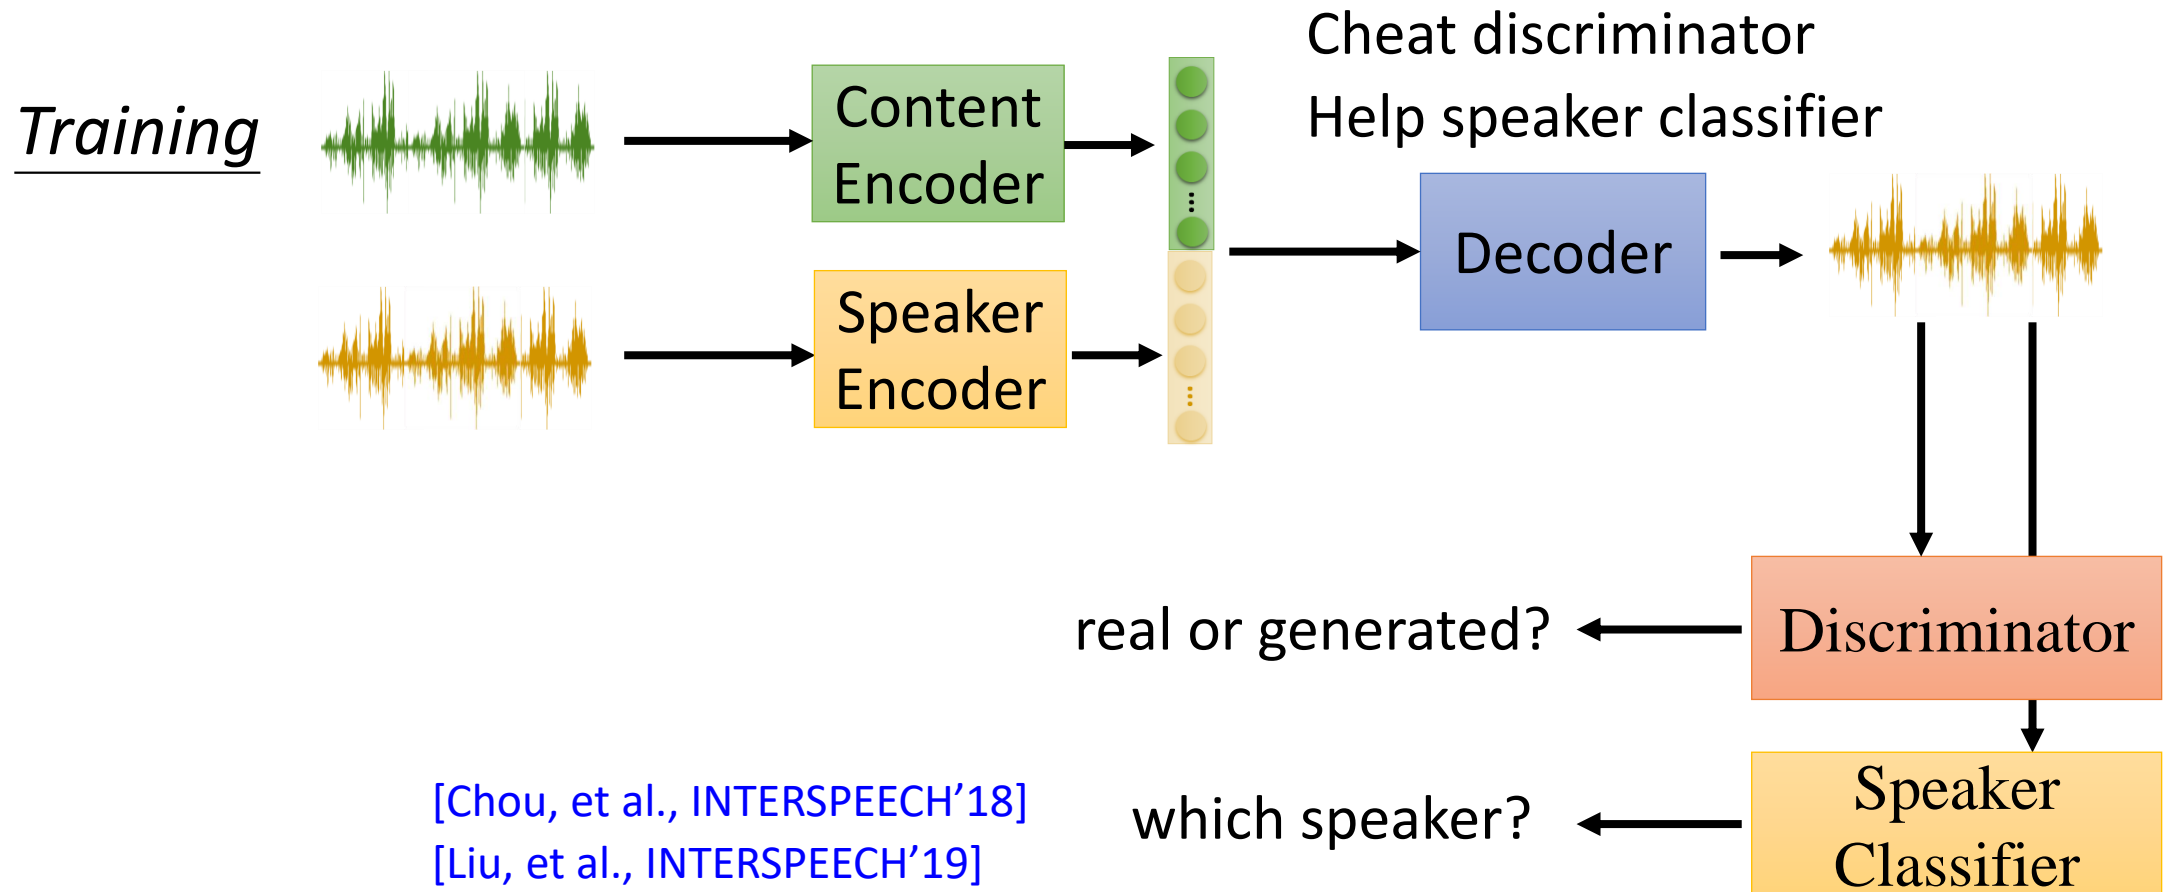 Cheat discriminator
Help speaker classifier
Training
Content
Encoder
Speaker
Encoder
Decoder
real or generated?
Discriminator
which speaker?
Speaker
Classifier
[Chou, et al., INTERSPEECH’18]
[Liu, et al., INTERSPEECH’19]